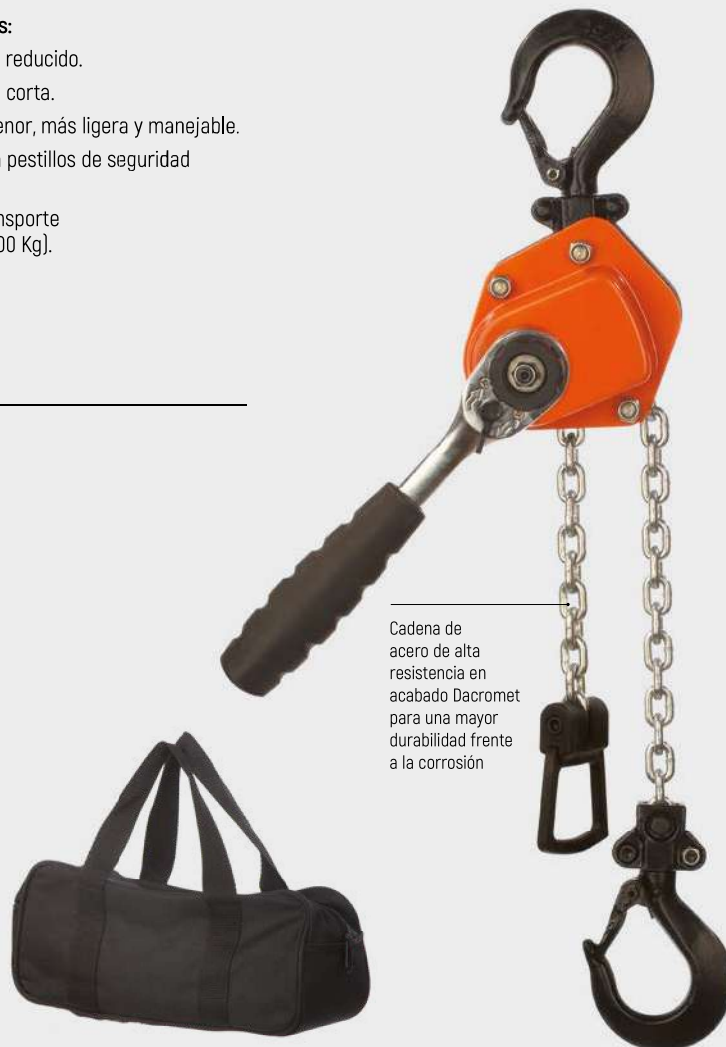 s:
reducido.
corta.
enor, más ligera y manejable.
pestillos de seguridad
nsporte
00 Kg).
Cadena de
acero de alta
resistencia en
acabado Dacromet
para una mayor
durabilidad frente
a la corrosión